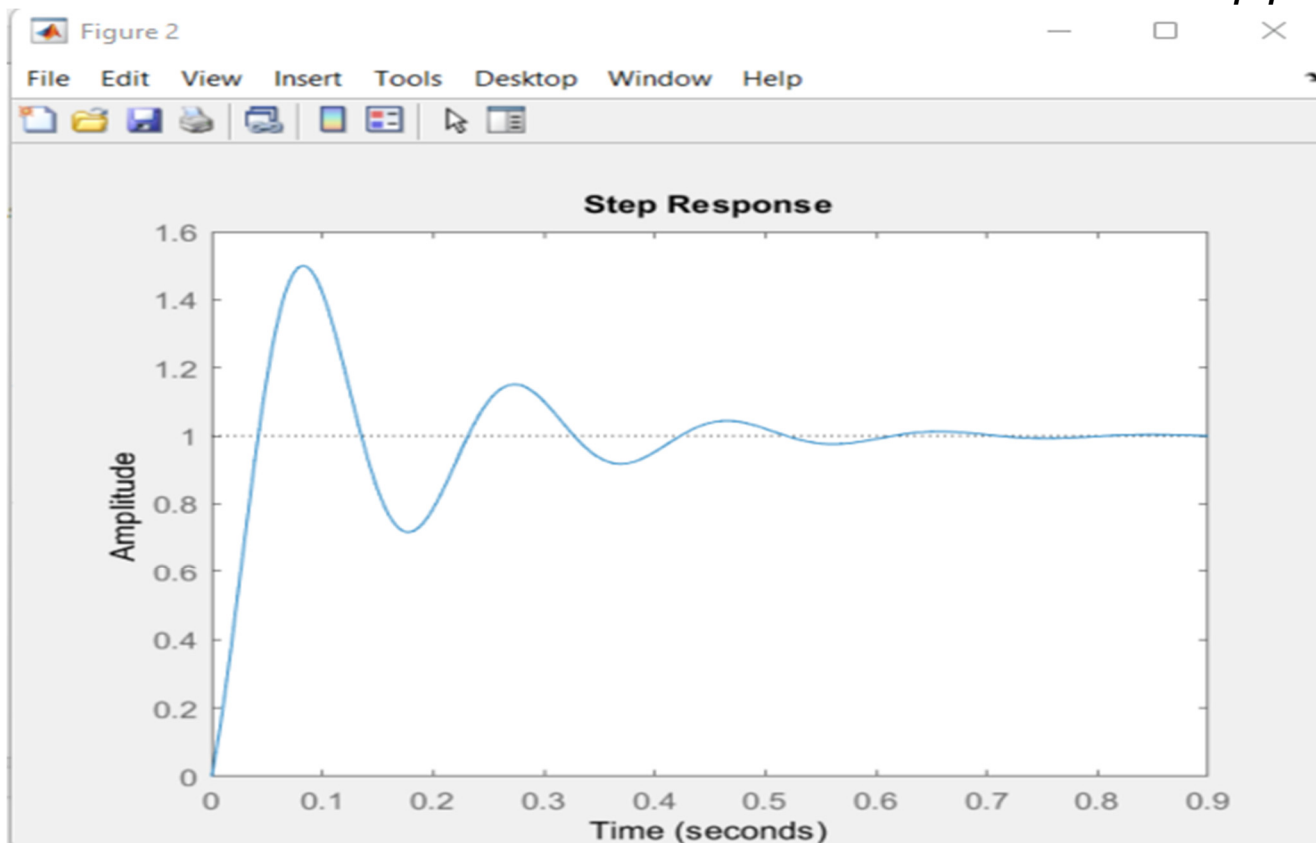 Figure 2
File Edit View Insert Tools Desktop Window Help
Step Response
1.6
1.4
1.2
1
0.8
0.6
0.4
0.2
0
Amplitude
0 0.1 0.2 0.3 0.4 0.5 0.6 0.7 0.8 0.9
Time (seconds)